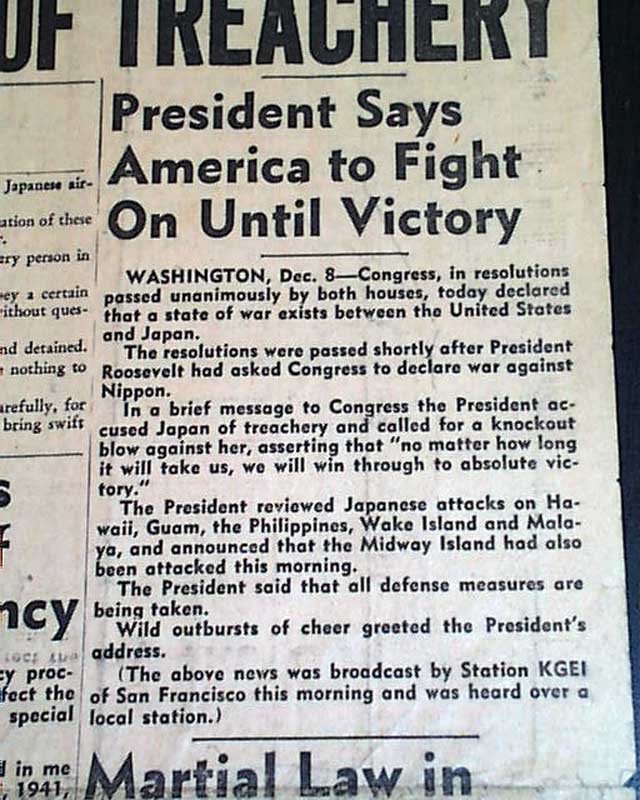 OF TREACHERY
Japanese air-
ation of these
ery person in
ey a certain
ithout ques-
nd detained.
nothing to
arefully, for
bring swift
ncy
cy proc-
fect the
special
in me
1941,
President Says
America to Fight
On Until Victory
WASHINGTON, Dec. 8—Congress, in resolutions
passed unanimously by both houses, today declared
that a state of war exists between the United States
and Japan.
The resolutions were passed shortly after President
Roosevelt had asked Congress to declare war against
Nippon.
In a brief message to Congress the President ac-
cused Japan of treachery and called for a knockout
blow against her, asserting that "no matter how long
it will take us, we will win through to absolute vic-
tory."
The President reviewed Japanese attacks on Ha-
waii, Guam, the Philippines, Wake Island and Mala-
ya, and announced that the Midway Island had also
been attacked this morning.
The President said that all defense measures are
being taken.
Wild outbursts of cheer greeted the President's
address.
(The above news was broadcast by Station KGEI
of San Francisco this morning and was heard over a
local station.)
Martial Law in